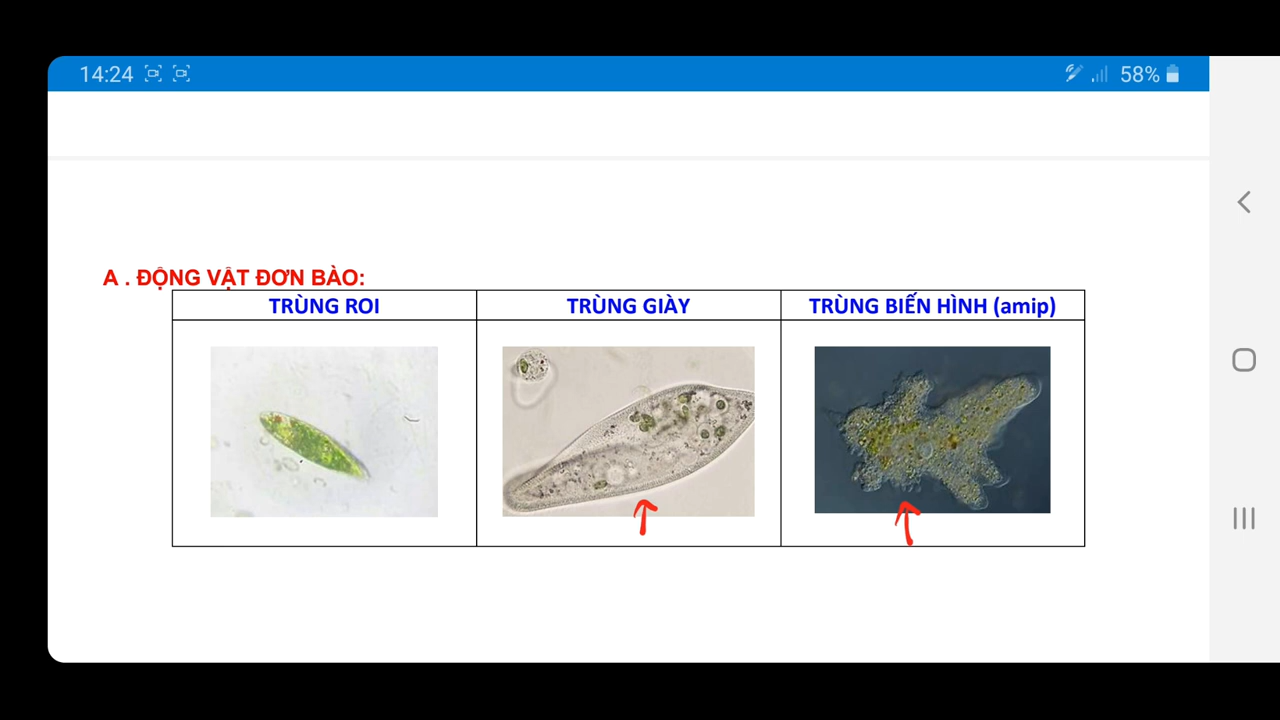 14:24
58%
A . ĐỘNG VẬT ĐƠN BÀO:
TRÙNG ROI
TRÙNG GIÀY
TRÙNG BIẾN HÌNH (amip)